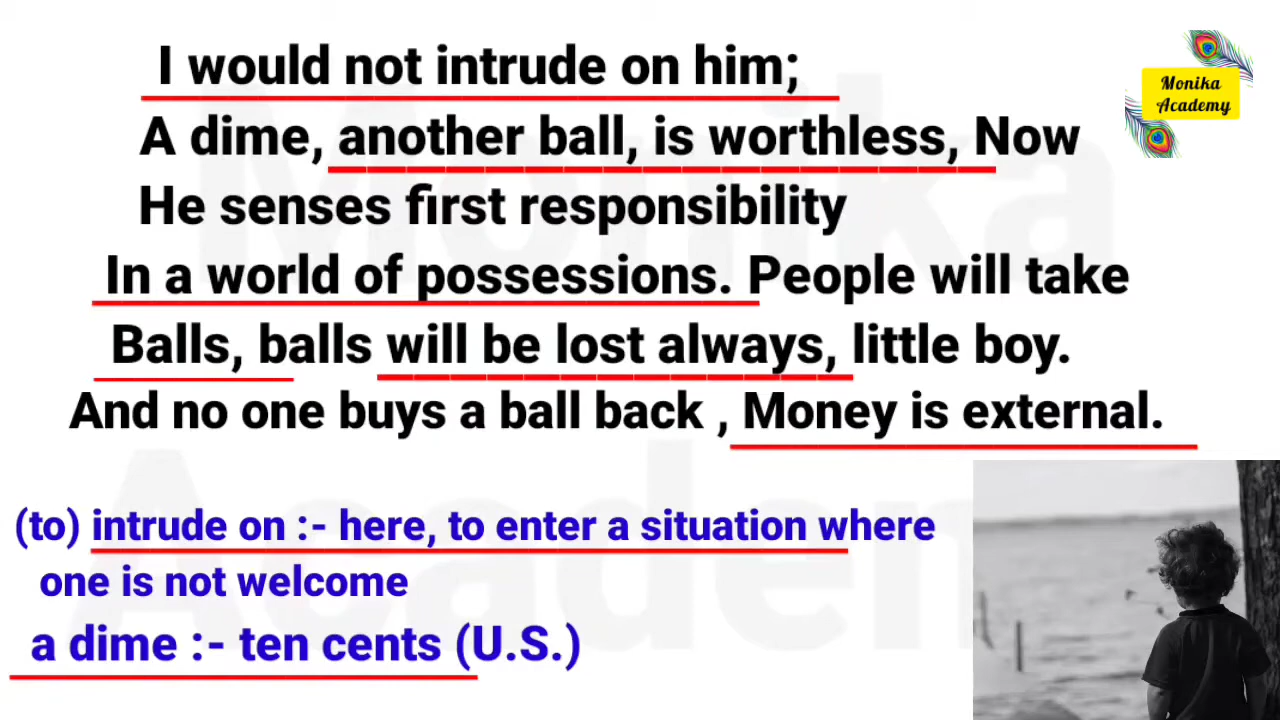 I would not intrude on him;
A dime, another ball, is worthless, Now
He senses first responsibility
In a world of possessions. People will take
Balls, balls will be lost always, little boy.
And no one buys a ball back , Money is external.
(to) intrude on :- here, to enter a situation where
one is not welcome
a dime :- ten cents (U.S.)
Monika
Academy
Monika
Academy